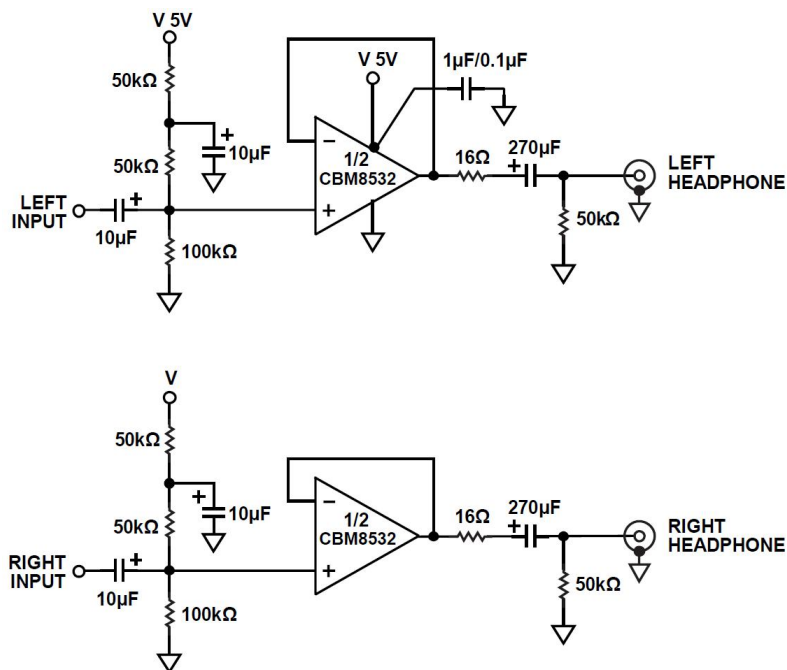 V 5V
50kΩ
+
10µF
50kΩ
LEFT
INPUT
+
10µF
100kΩ
V 5V
1µF/0.1µF
−
1/2
CBM8532
+
16Ω
270µF
+
50kΩ
LEFT
HEADPHONE
V
50kΩ
+
10µF
50kΩ
RIGHT
INPUT
+
10µF
100kΩ
−
1/2
CBM8532
+
16Ω
270µF
+
50kΩ
RIGHT
HEADPHONE